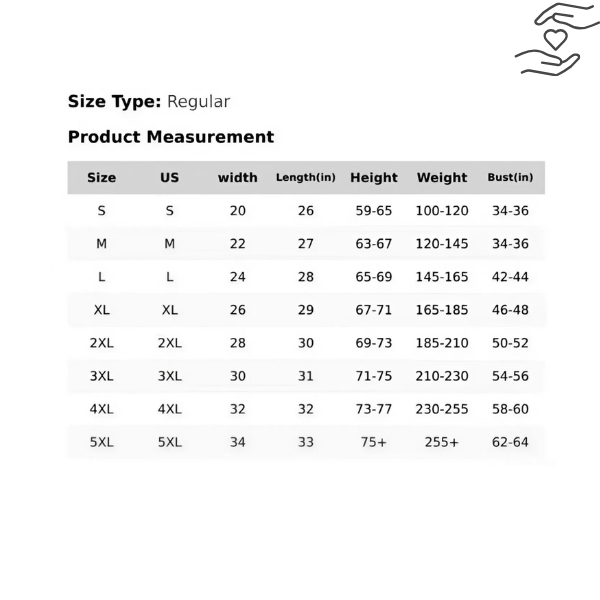 Size Type: Regular
Product Measurement
Size US width Length(in) Height Weight Bust(in)
S S 20 26 59-65 100-120 34-36
M M 22 27 63-67 120-145 34-36
L L 24 28 65-69 145-165 42-44
XL XL 26 29 67-71 165-185 46-48
2XL 2XL 28 30 69-73 185-210 50-52
3XL 3XL 30 31 71-75 210-230 54-56
4XL 4XL 32 32 73-77 230-255 58-60
5XL 5XL 34 33 75+ 255+ 62-64